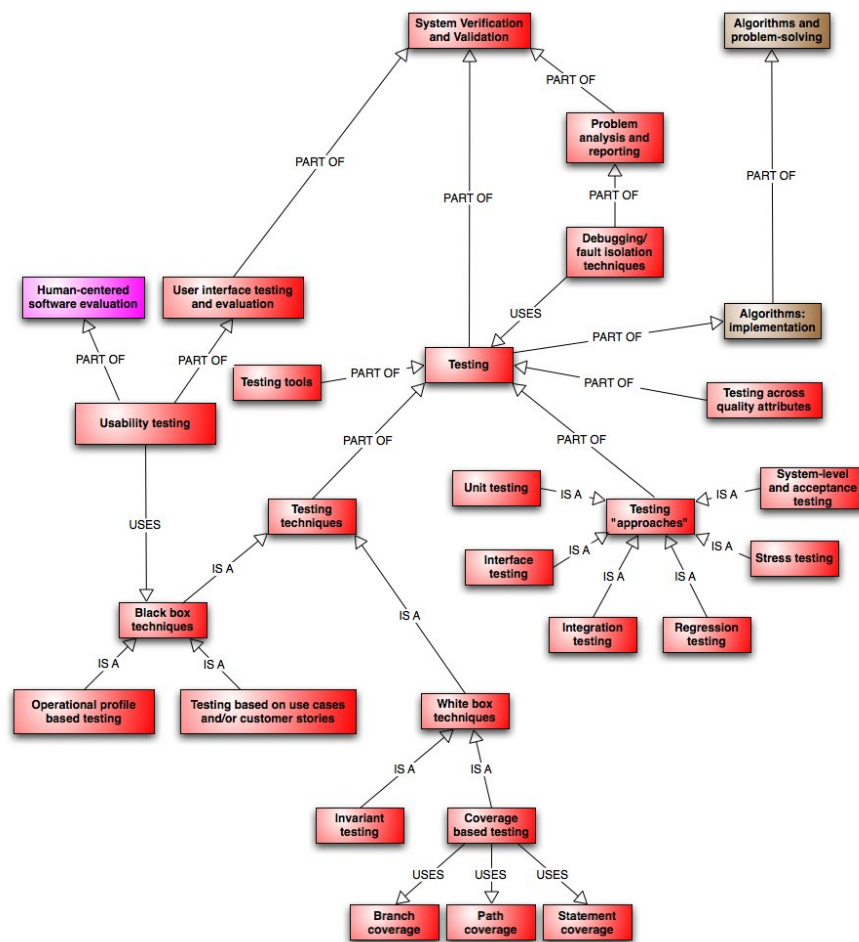 System Verification
and Validation
Algorithms and
problem-solving
PART OF
Problem
analysis and
reporting
PART OF
PART OF
PART OF
PART OF
Debugging/
fault isolation
techniques
Human-centered
software evaluation
User interface testing
and evaluation
USES
Algorithms:
implementation
PART OF
PART OF
PART OF
Testing tools
PART OF
Testing
PART OF
Testing across
quality attributes
Usability testing
PART OF
PART OF
Unit testing
IS A
System-level
and acceptance
testing
IS A
USES
Testing
techniques
Testing
"approaches"
IS A
IS A
Interface
testing
Stress testing
IS A
IS A
IS A
Black box
techniques
IS A
Integration
testing
Regression
testing
IS A
IS A
Operational profile
based testing
Testing based on use cases
and/or customer stories
White box
techniques
IS A
IS A
Invariant
testing
Coverage
based testing
USES
USES
USES
Branch
coverage
Path
coverage
Statement
coverage